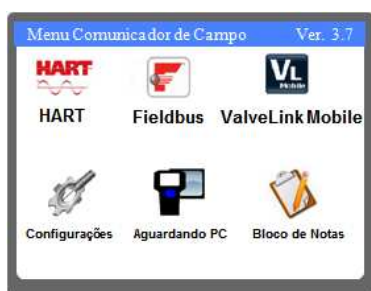 Menu Comunicador de Campo Ver. 3.7
HART VL
Mobile
HART Fieldbus ValveLink Mobile
Configurações Aguardando PC Bloco de Notas